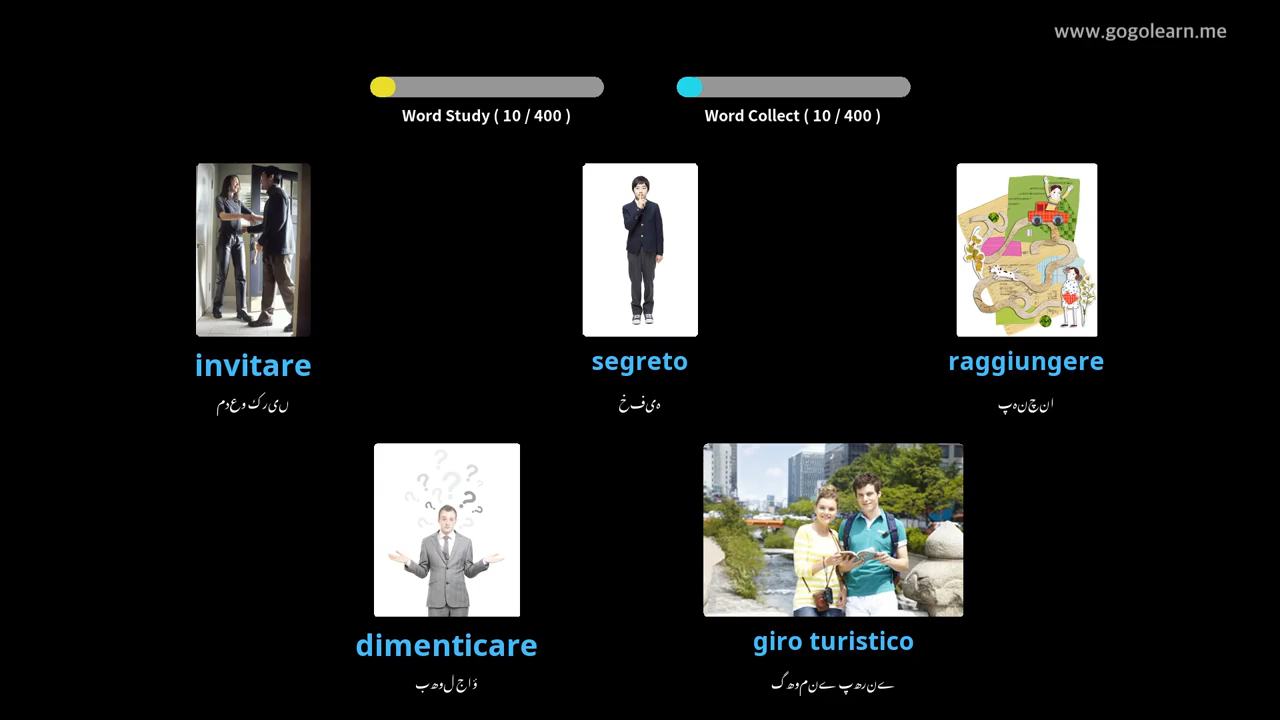 www.gogolearn.me
Word Study ( 10 / 400 )
Word Collect ( 10 / 400 )
invitare
segreto
raggiungere
مدعو کریں
خفیہ
پہنچنا
dimenticare
giro turistico
بھول جاؤ
گھومنے پھرنے